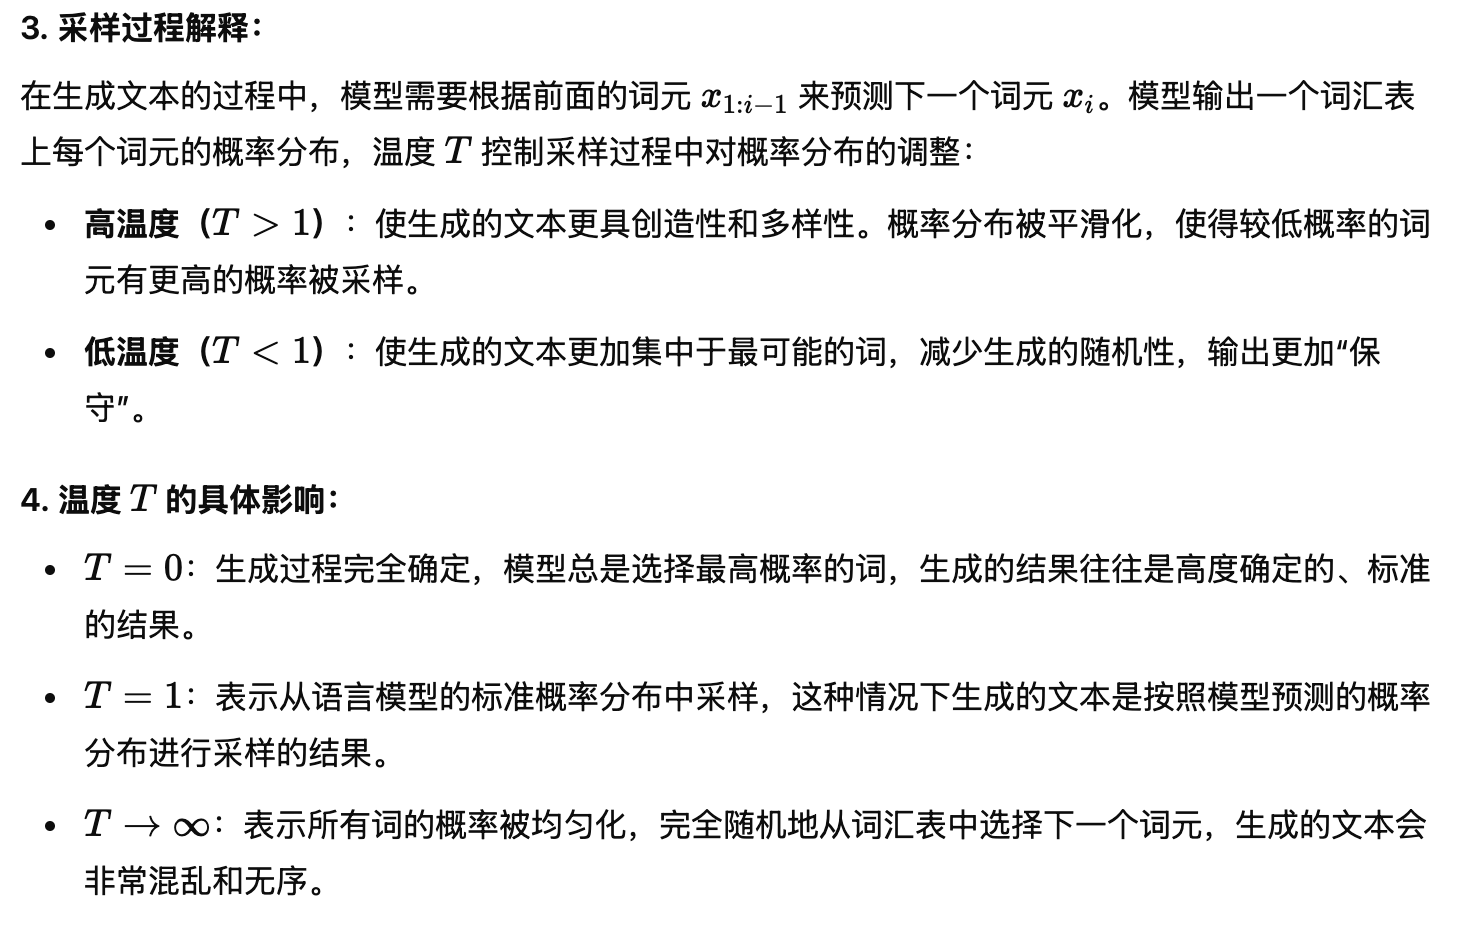 3. 采样过程解释：
在生成文本的过程中，模型需要根据前面的词元 x₁:ᵢ₋₁ 来预测下一个词元 xᵢ。模型输出一个词汇表
上每个词元的概率分布，温度 T 控制采样过程中对概率分布的调整：
• 高温度（T > 1）：使生成的文本更具创造性和多样性。概率分布被平滑化，使得较低概率的词
元有更高的概率被采样。
• 低温度（T < 1）：使生成的文本更加集中于最可能的词，减少生成的随机性，输出更加“保
守”。
4. 温度 T 的具体影响：
• T = 0：生成过程完全确定，模型总是选择最高概率的词，生成的结果往往是高度确定的、标准
的结果。
• T = 1：表示从语言模型的标准概率分布中采样，这种情况下生成的文本是按照模型预测的概率
分布进行采样的结果。
• T → ∞：表示所有词的概率被均匀化，完全随机地从词汇表中选择下一个词元，生成的文本会
非常混乱和无序。